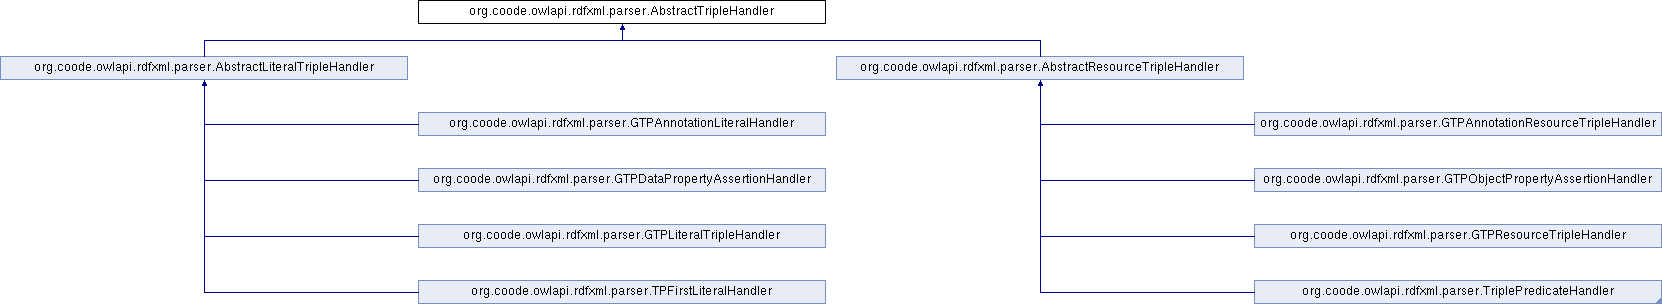 org.coode.owlapi.rdfxml.parser.AbstractTripleHandler
org.coode.owlapi.rdfxml.parser.AbstractLiteralTripleHandler
org.coode.owlapi.rdfxml.parser.AbstractResourceTripleHandler
org.coode.owlapi.rdfxml.parser.GTPAnnotationLiteralHandler
org.coode.owlapi.rdfxml.parser.GTPAnnotationResourceTripleHandler
org.coode.owlapi.rdfxml.parser.GTPDataPropertyAssertionHandler
org.coode.owlapi.rdfxml.parser.GTPObjectPropertyAssertionHandler
org.coode.owlapi.rdfxml.parser.GTPLiteralTripleHandler
org.coode.owlapi.rdfxml.parser.GTPResourceTripleHandler
org.coode.owlapi.rdfxml.parser.TPFirstLiteralHandler
org.coode.owlapi.rdfxml.parser.TriplePredicateHandler